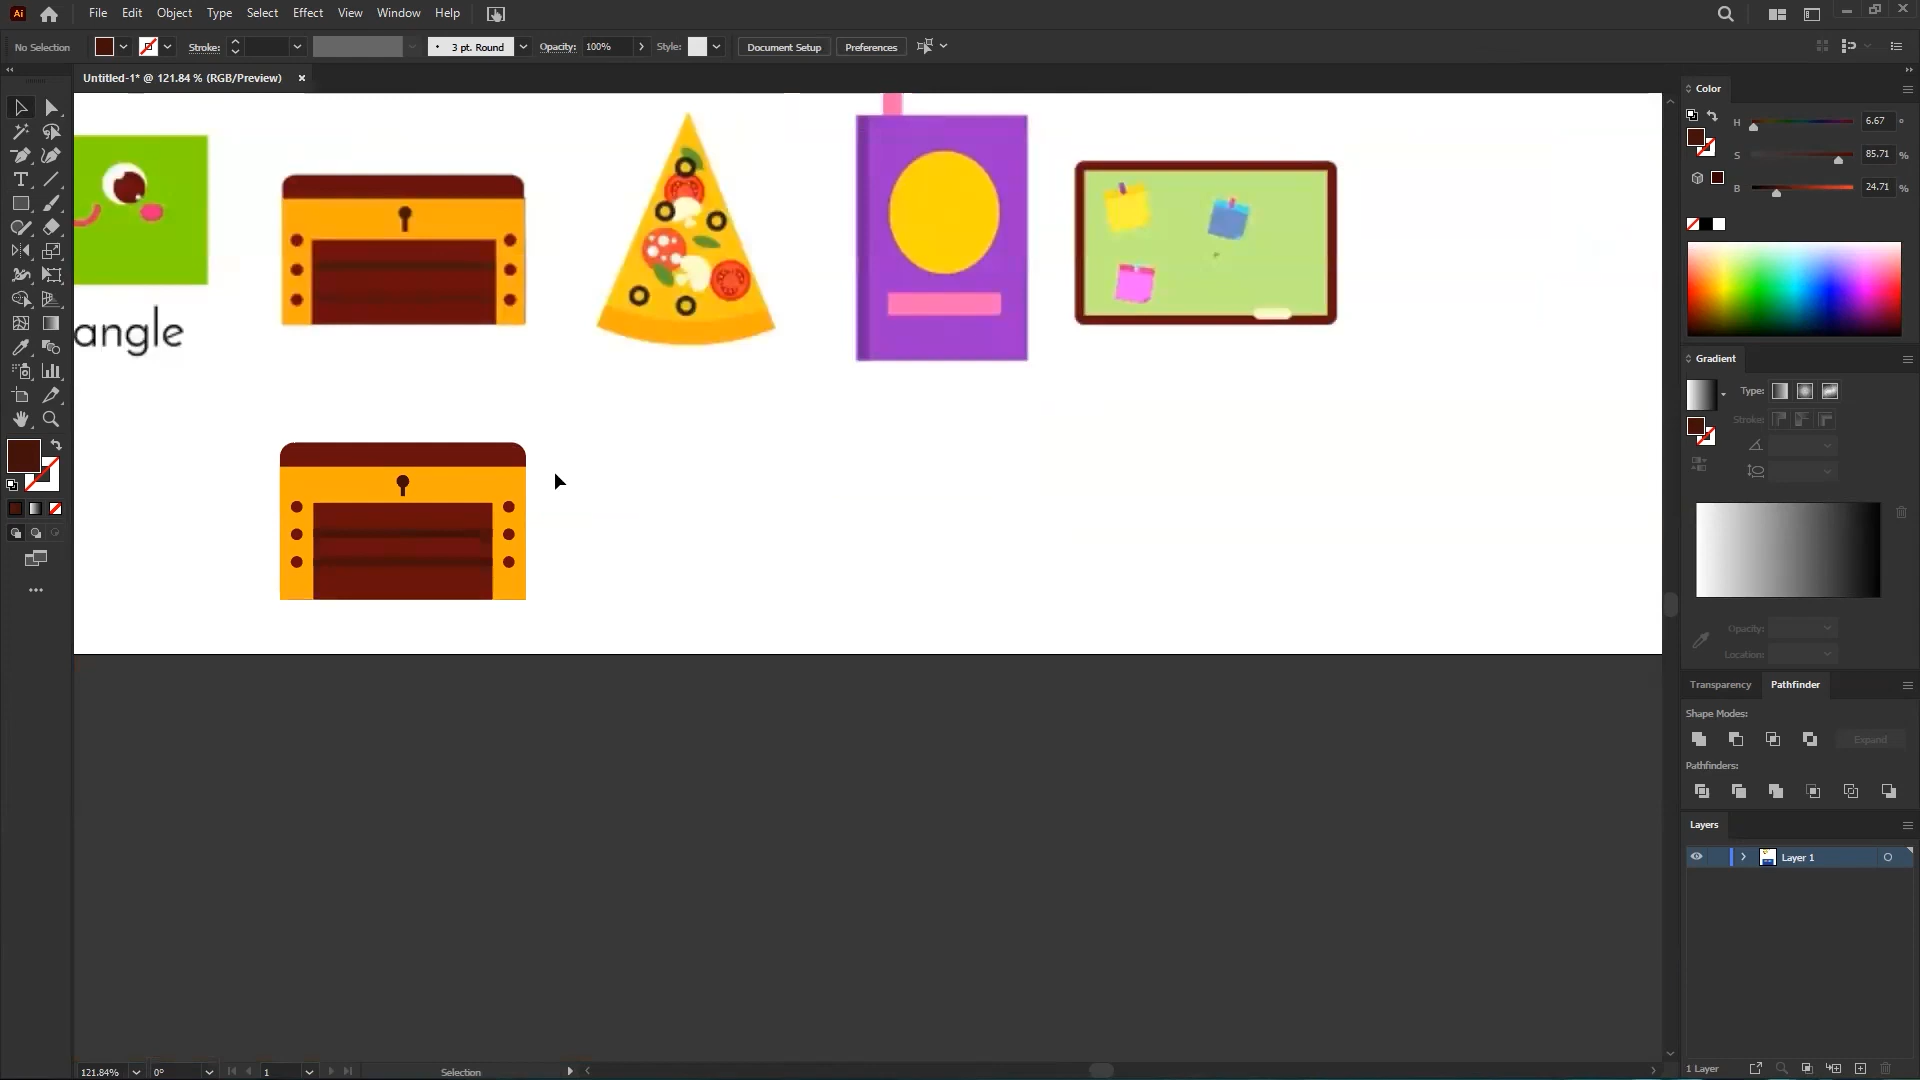 Ai File Edit Object Type Select Effect View Window Help
No Selection Stroke: 3 pt. Round Opacity: 100% Style: Document Setup Preferences
Untitled-1* @ 121.84 % (RGB/Preview)
Color
H 6.67 °
S 85.71 %
B 24.71 %
angle
Gradient
Type:
Stroke:
Opacity:
Location:
Transparency Pathfinder
Shape Modes:
Expand
Pathfinders:
Layers
Layer 1
1 Layer
121.84% 0° 1 Selection